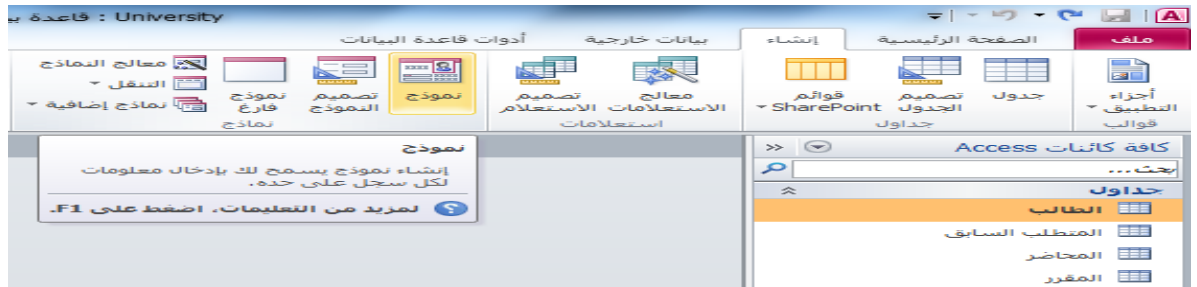 University : قاعدة بي
ملف
الصفحة الرئيسية
إنشاء
بيانات خارجية
أدوات قاعدة البيانات
أجزاء التطبيق
جدول
تصميم الجدول
قوائم SharePoint
معالج الاستعلامات
تصميم الاستعلام
نموذج
تصميم النموذج
نموذج فارغ
معالج النماذج
التنقل
نماذج إضافية
قوالب
جداول
استعلامات
نماذج
كافة كائنات Access
بحث...
جداول
الطالب
المتطلب السابق
المحاضر
المقرر
نموذج
إنشاء نموذج يسمح لك بإدخال معلومات
لكل سجل على حده.
لمزيد من التعليمات، اضغط على F1.